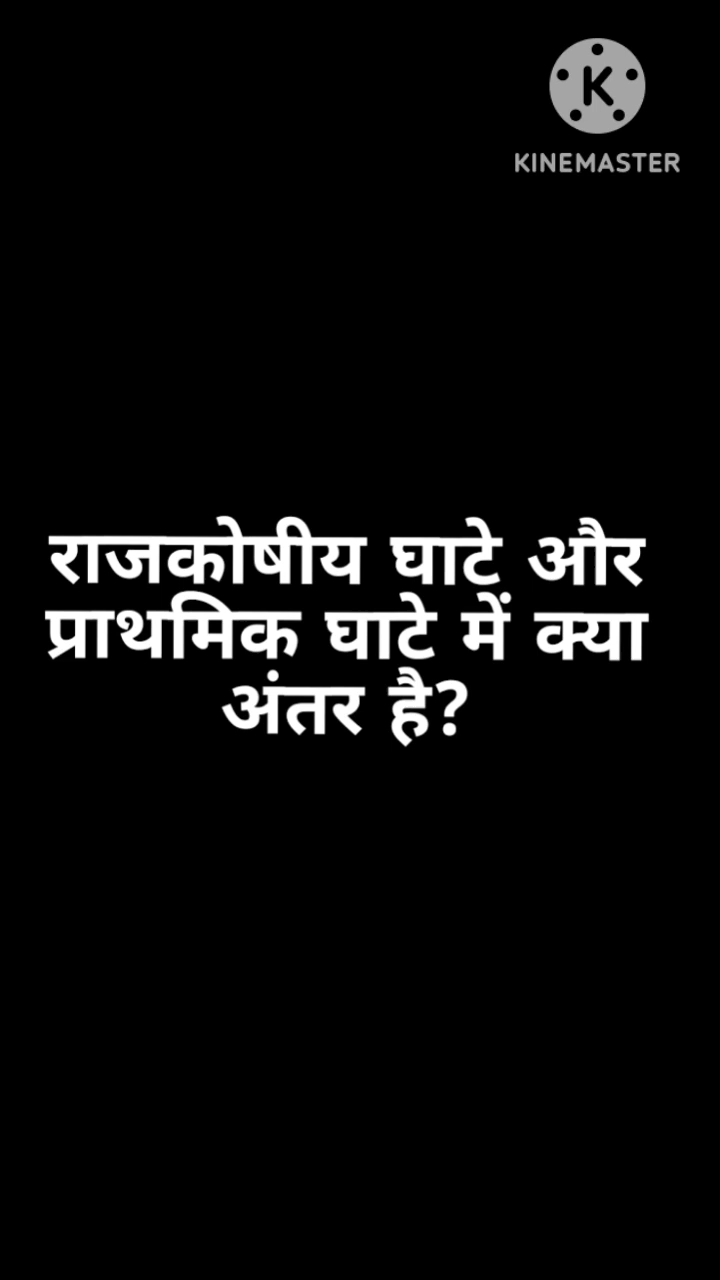 K
KINEMASTER
राजकोषीय घाटे और
प्राथमिक घाटे में क्या
अंतर है?